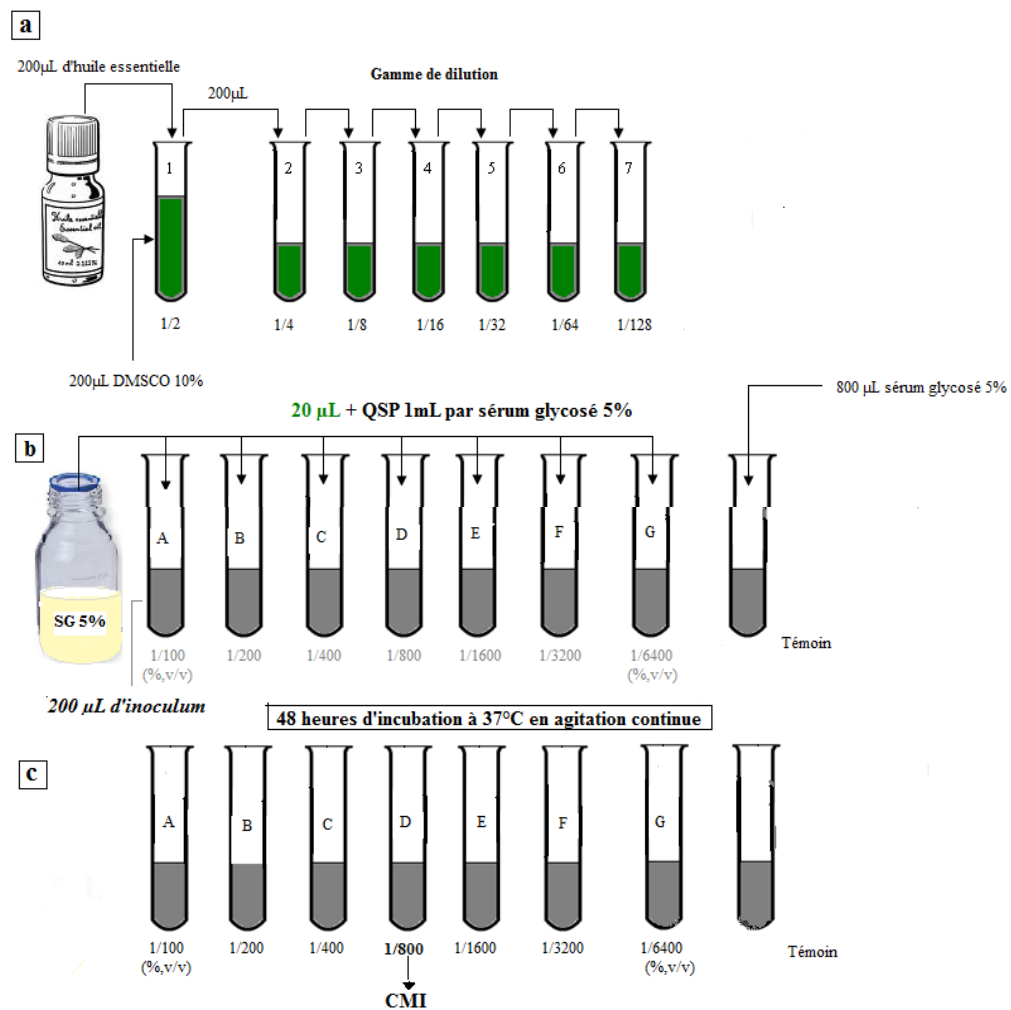 a
200µL d'huile essentielle
Gamme de dilution
200µL
1 2 3 4 5 6 7
Huile essentielle
Essential oil
1/2 1/4 1/8 1/16 1/32 1/64 1/128
200µL DMSCO 10%
800 µL sérum glycosé 5%
20 µL + QSP 1mL par sérum glycosé 5%
b
A B C D E F G
SG 5%
1/100 1/200 1/400 1/800 1/1600 1/3200 1/6400 Témoin
(%,v/v) (%,v/v)
200 µL d'inoculum
48 heures d'incubation à 37°C en agitation continue
c
A B C D E F G
1/100 1/200 1/400 1/800 1/1600 1/3200 1/6400 Témoin
(%,v/v) (%,v/v)
CMI